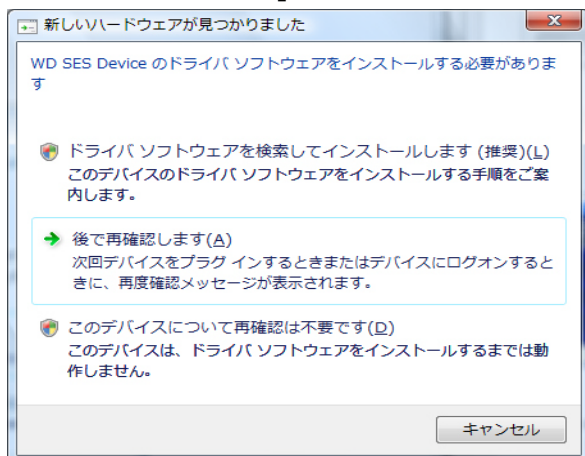 新しいハードウェアが見つかりました
WD SES Device のドライバ ソフトウェアをインストールする必要がありま
す
ドライバ ソフトウェアを検索してインストールします (推奨)(L)
このデバイスのドライバ ソフトウェアをインストールする手順をご案
内します。
後で再確認します(A)
次回デバイスをプラグ インするときまたはデバイスにログオンすると
きに、再度確認メッセージが表示されます。
このデバイスについて再確認は不要です(D)
このデバイスは、ドライバ ソフトウェアをインストールするまでは動
作しません。
キャンセル